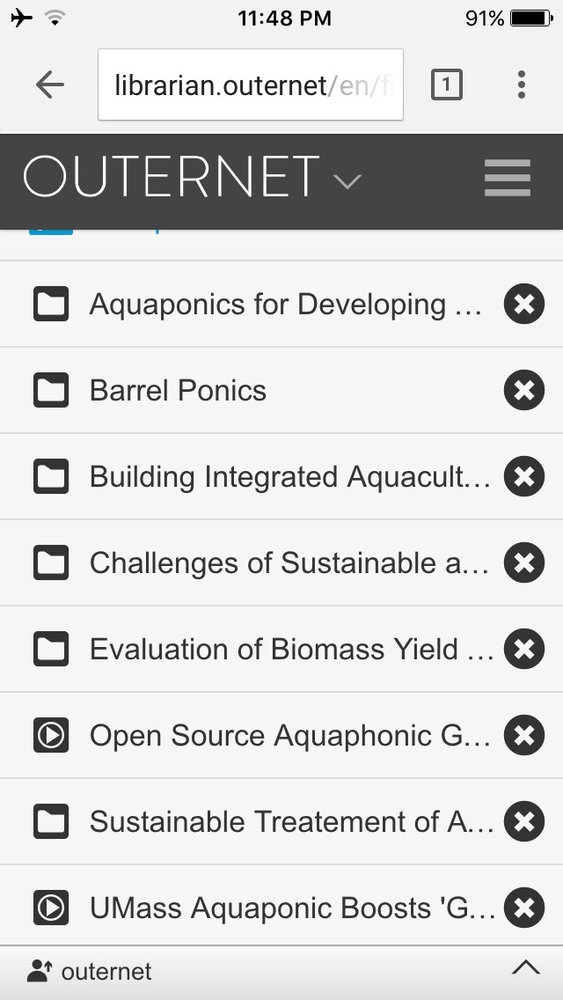 11:48 PM
91%
librarian.outernet/en/f
1
OUTERNET
Aquaponics for Developing ...
Barrel Ponics
Building Integrated Aquacult...
Challenges of Sustainable a...
Evaluation of Biomass Yield ...
Open Source Aquaphonic G...
Sustainable Treatement of A...
UMass Aquaponic Boosts 'G...
outernet